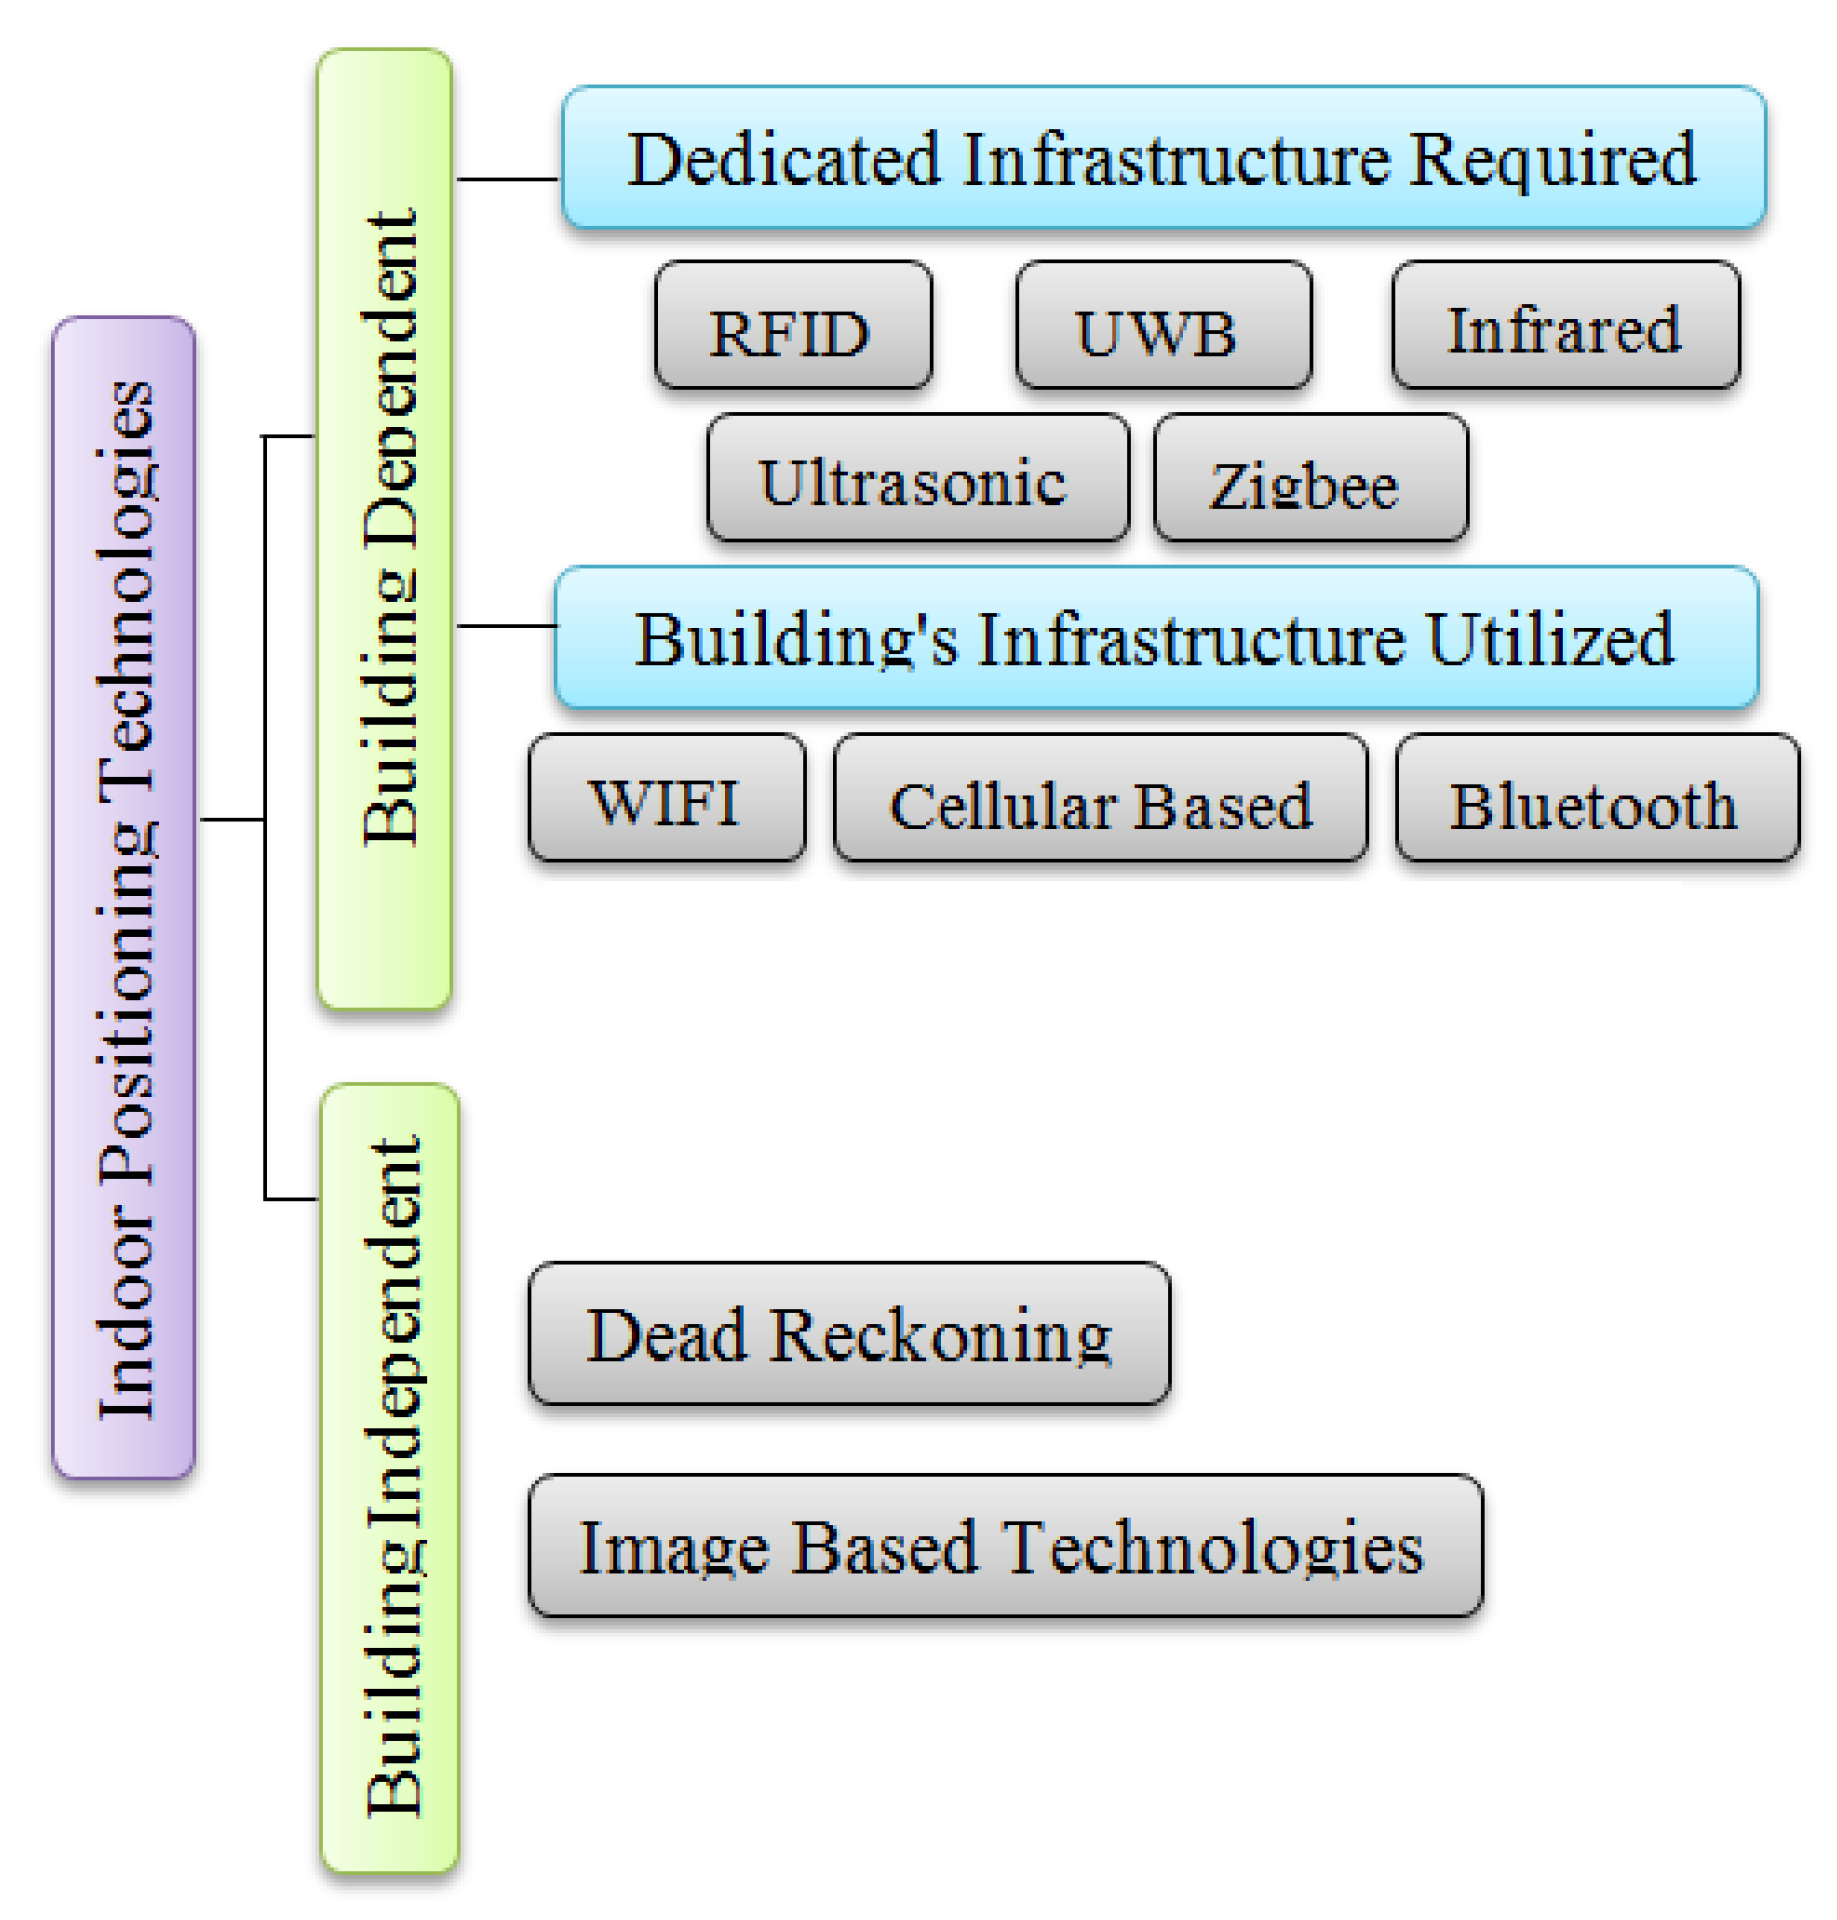 Indoor Positioning Technologies
Building Dependent
Dedicated Infrastructure Required
RFID
UWB
Infrared
Ultrasonic
Zigbee
Building's Infrastructure Utilized
WIFI
Cellular Based
Bluetooth
Building Independent
Dead Reckoning
Image Based Technologies